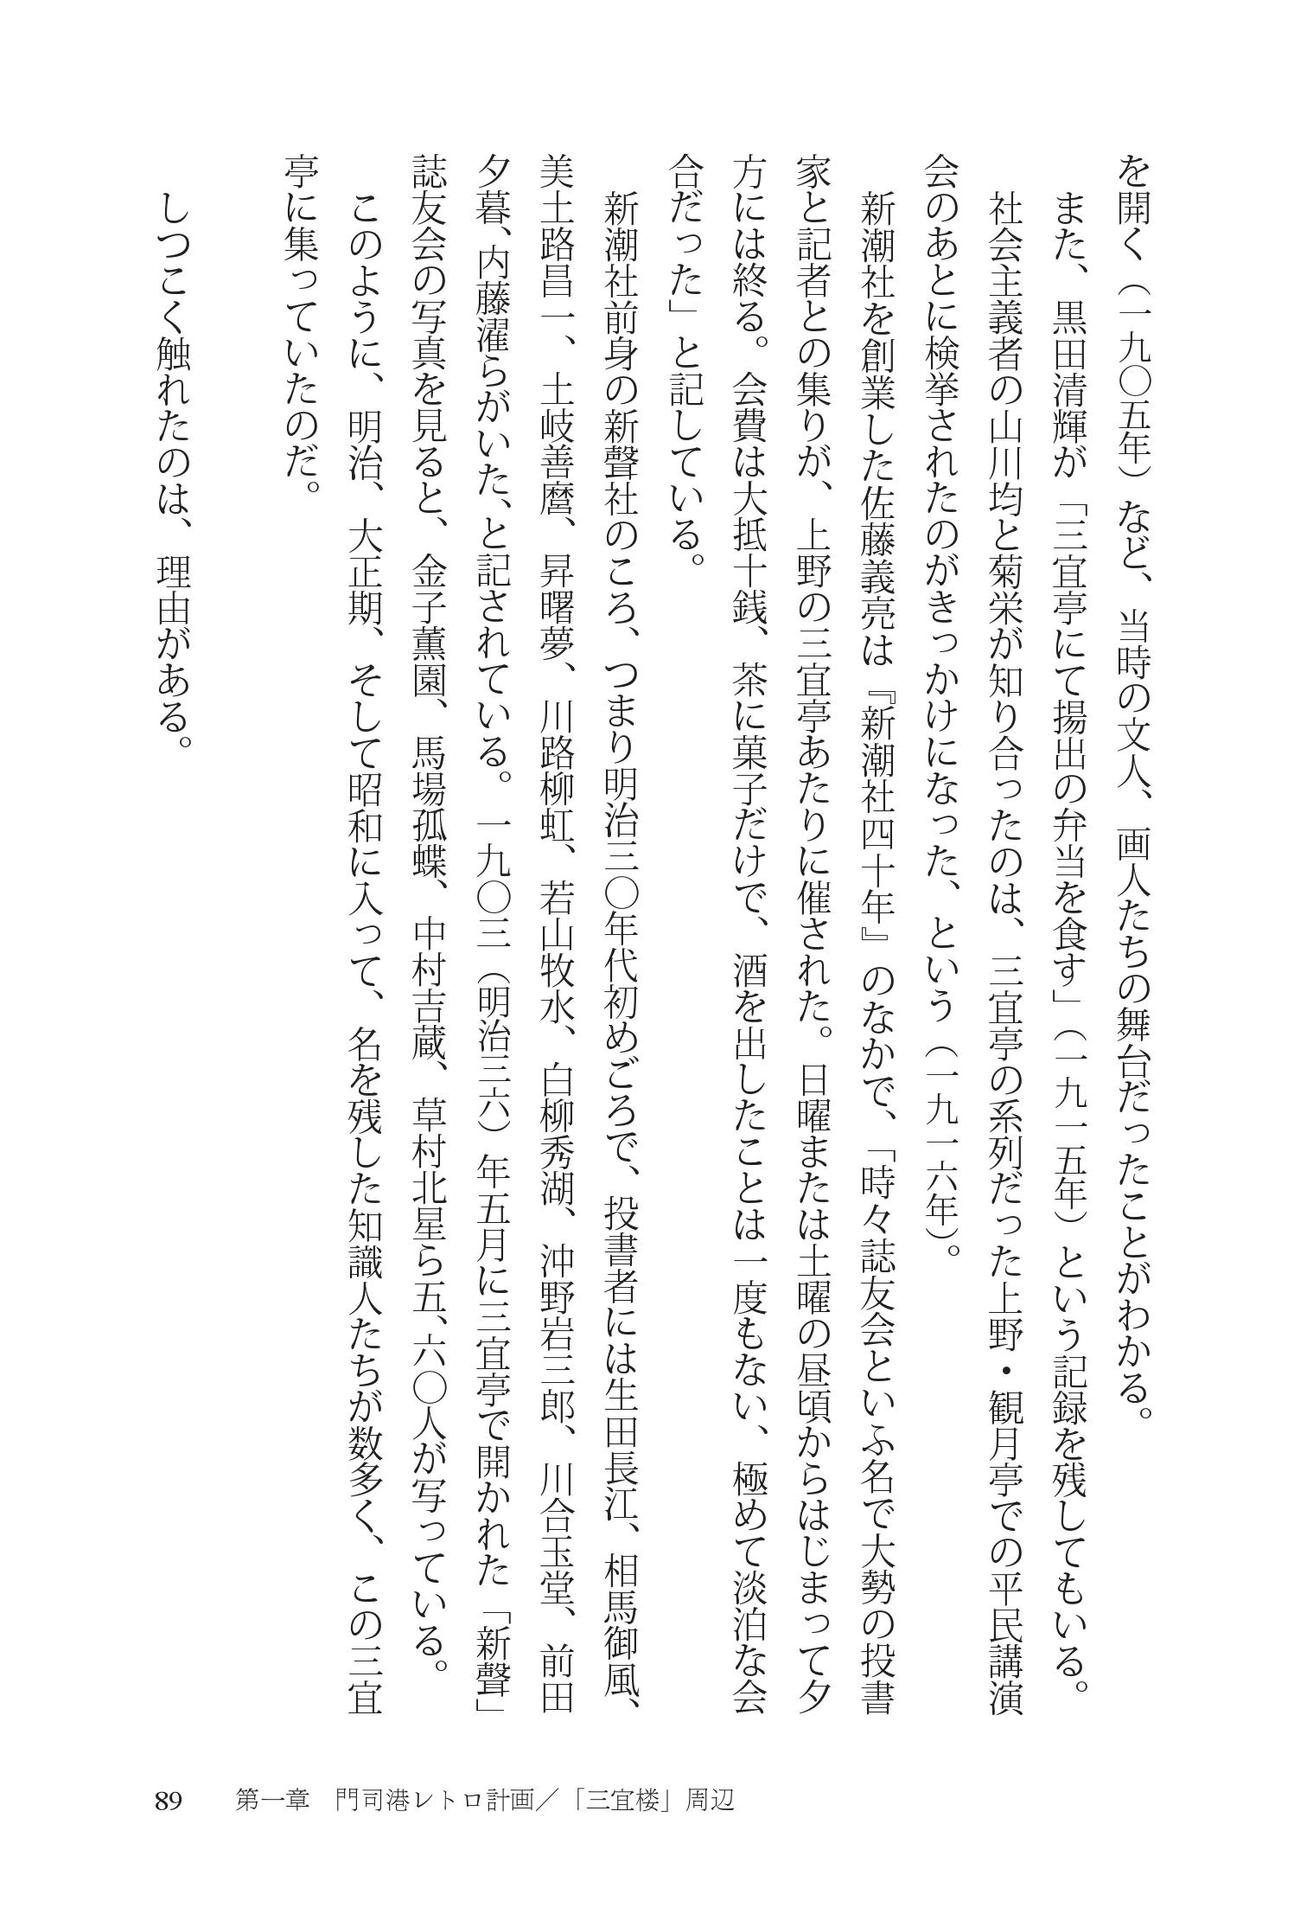 を開く（一九〇五年）など、当時の文人、画人たちの舞台だったことがわかる。
また、黒田清輝が「三宜亭にて揚出の弁当を食す」（一九一五年）という記録を残してもいる。
社会主義者の山川均と菊栄が知り合ったのは、三宜亭の系列だった上野・観月亭での平民講演
会のあとに検挙されたのがきっかけになった、という（一九一六年）。
新潮社を創業した佐藤義亮は『新潮社四十年』のなかで、「時々誌友会といふ名で大勢の投書
家と記者との集りが、上野の三宜亭あたりに催された。日曜または土曜の昼頃からはじまって夕
方には終る。会費は大抵十銭、茶に菓子だけで、酒を出したことは一度もない、極めて淡泊な会
合だった」と記している。
新潮社前身の新聲社のころ、つまり明治三〇年代初めごろで、投書者には生田長江、相馬御風、
美土路昌一、土岐善麿、昇曙夢、川路柳虹、若山牧水、白柳秀湖、沖野岩三郎、川合玉堂、前田
夕暮、内藤濯らがいた、と記されている。一九〇三（明治三六）年五月に三宜亭で開かれた「新聲」
誌友会の写真を見ると、金子薫園、馬場孤蝶、中村吉蔵、草村北星ら五、六〇人が写っている。
このように、明治、大正期、そして昭和に入って、名を残した知識人たちが数多く、この三宜
亭に集っていたのだ。
しつこく触れたのは、理由がある。
89 第一章 門司港レトロ計画／「三宜楼」周辺